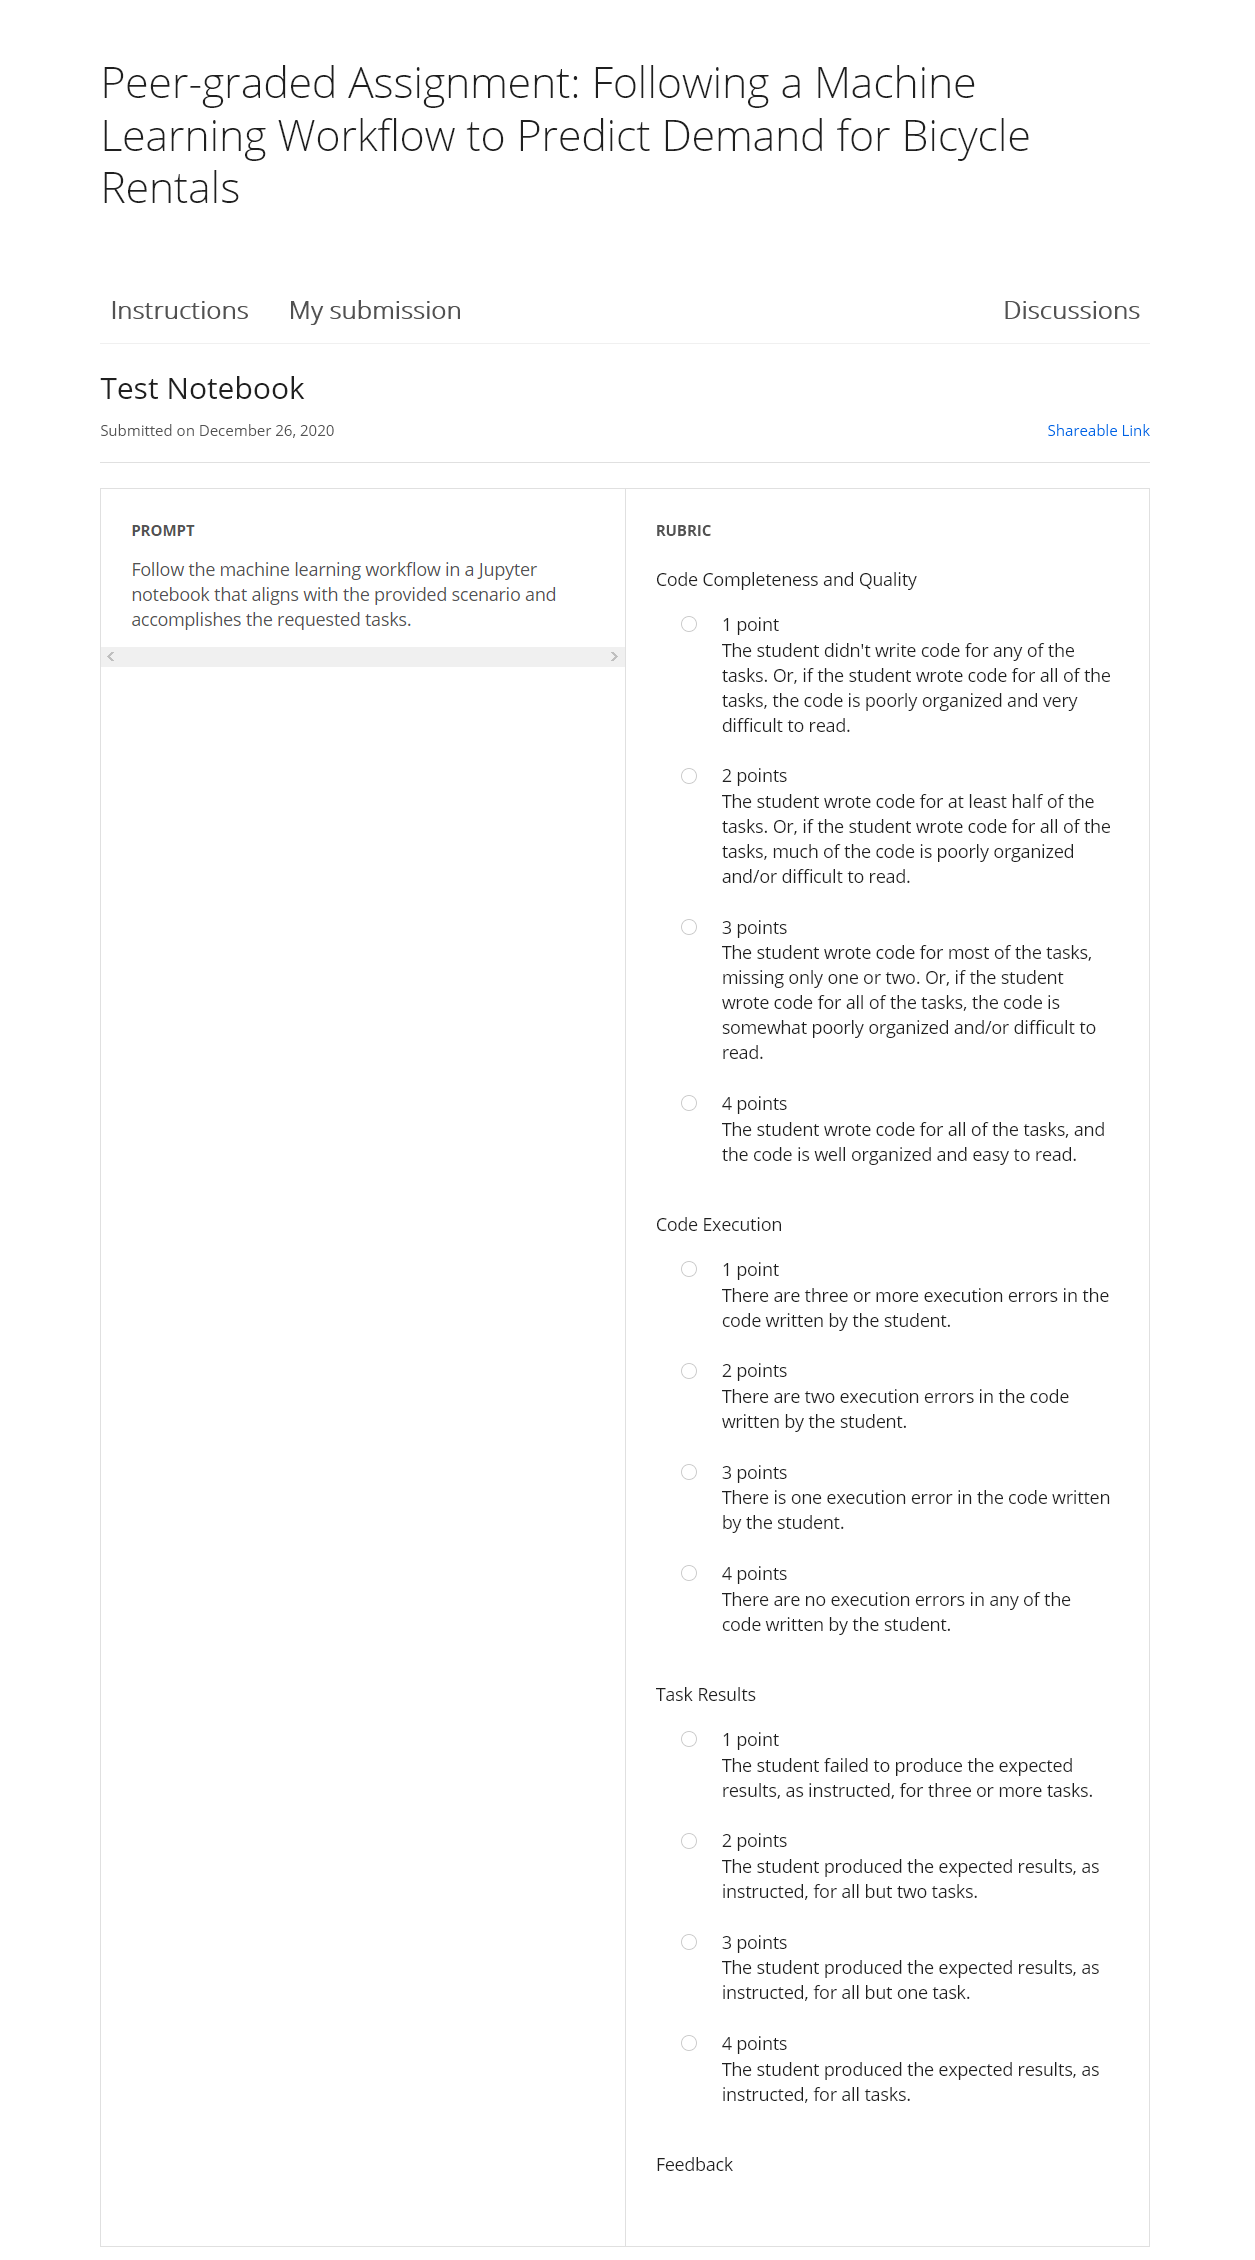 Peer-graded Assignment: Following a Machine
Learning Workflow to Predict Demand for Bicycle
Rentals
Instructions
My submission
Discussions
Test Notebook
Submitted on December 26, 2020
Shareable Link
PROMPT
Follow the machine learning workflow in a Jupyter
notebook that aligns with the provided scenario and
accomplishes the requested tasks.
RUBRIC
Code Completeness and Quality
1 point
The student didn't write code for any of the
tasks. Or, if the student wrote code for all of the
tasks, the code is poorly organized and very
difficult to read.
2 points
The student wrote code for at least half of the
tasks. Or, if the student wrote code for all of the
tasks, much of the code is poorly organized
and/or difficult to read.
3 points
The student wrote code for most of the tasks,
missing only one or two. Or, if the student
wrote code for all of the tasks, the code is
somewhat poorly organized and/or difficult to
read.
4 points
The student wrote code for all of the tasks, and
the code is well organized and easy to read.
Code Execution
1 point
There are three or more execution errors in the
code written by the student.
2 points
There are two execution errors in the code
written by the student.
3 points
There is one execution error in the code written
by the student.
4 points
There are no execution errors in any of the
code written by the student.
Task Results
1 point
The student failed to produce the expected
results, as instructed, for three or more tasks.
2 points
The student produced the expected results, as
instructed, for all but two tasks.
3 points
The student produced the expected results, as
instructed, for all but one task.
4 points
The student produced the expected results, as
instructed, for all tasks.
Feedback